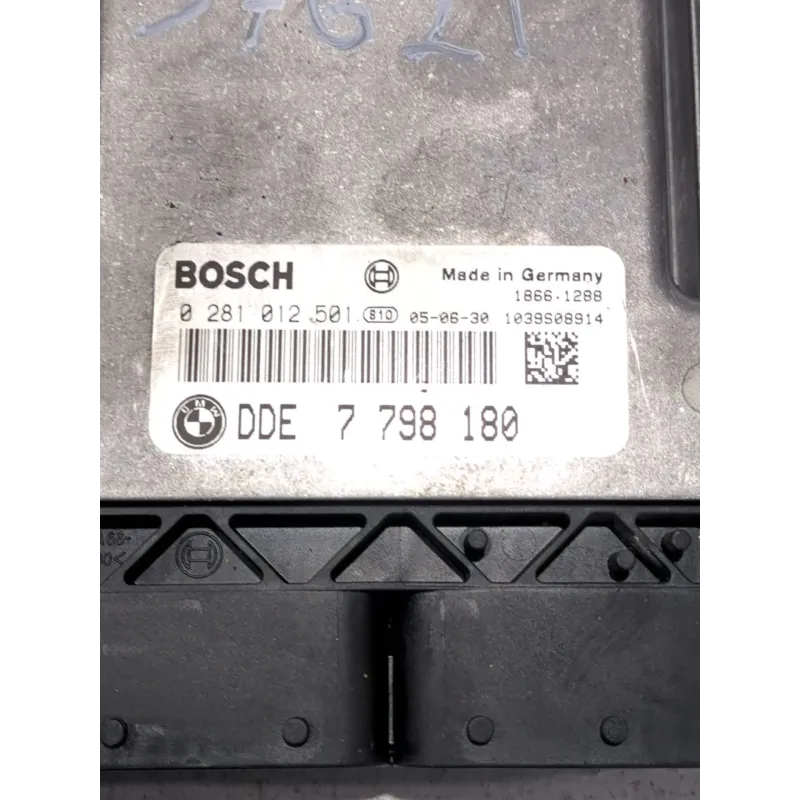 BOSCH Made in Germany
1866.1288
0 281 012 501 810 05-06-30 1039S08914
BMW DDE 7 798 180